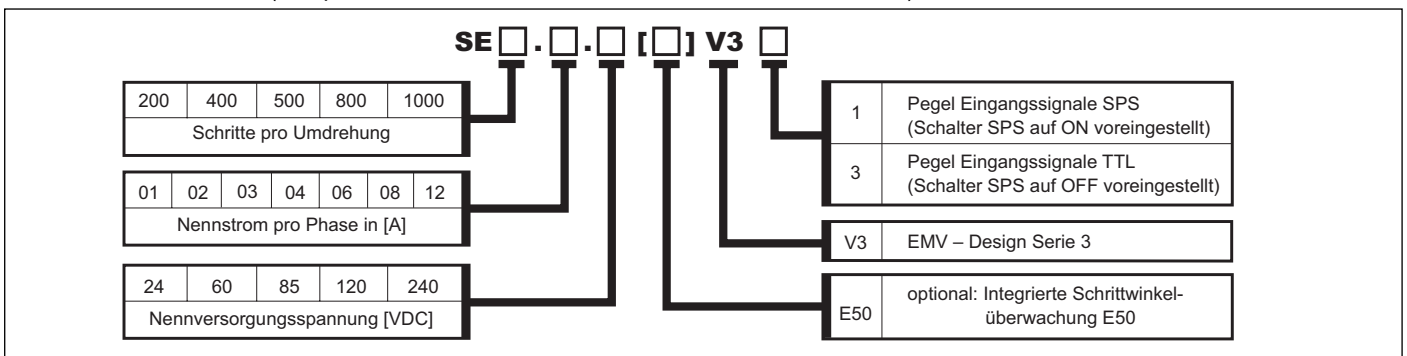 SE☐.☐.☐ [☐] V3 ☐
200 400 500 800 1000
Schritte pro Umdrehung
01 02 03 04 06 08 12
Nennstrom pro Phase in [A]
24 60 85 120 240
Nennversorgungsspannung [VDC]
1 Pegel Eingangssignale SPS
(Schalter SPS auf ON voreingestellt)
3 Pegel Eingangssignale TTL
(Schalter SPS auf OFF voreingestellt)
V3 EMV – Design Serie 3
E50 optional: Integrierte Schrittwinkel-
überwachung E50